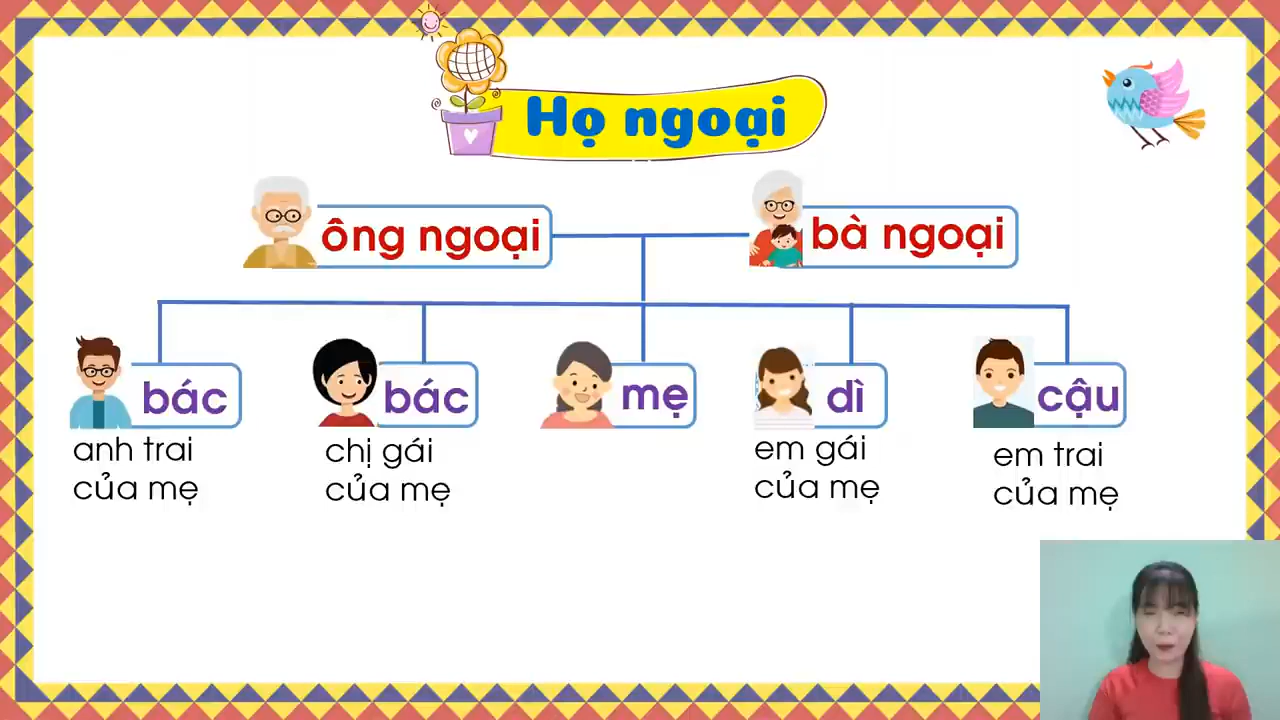 Họ ngoại
ông ngoại
bà ngoại
bác
bác
mẹ
dì
cậu
anh trai
của mẹ
chị gái
của mẹ
em gái
của mẹ
em trai
của mẹ